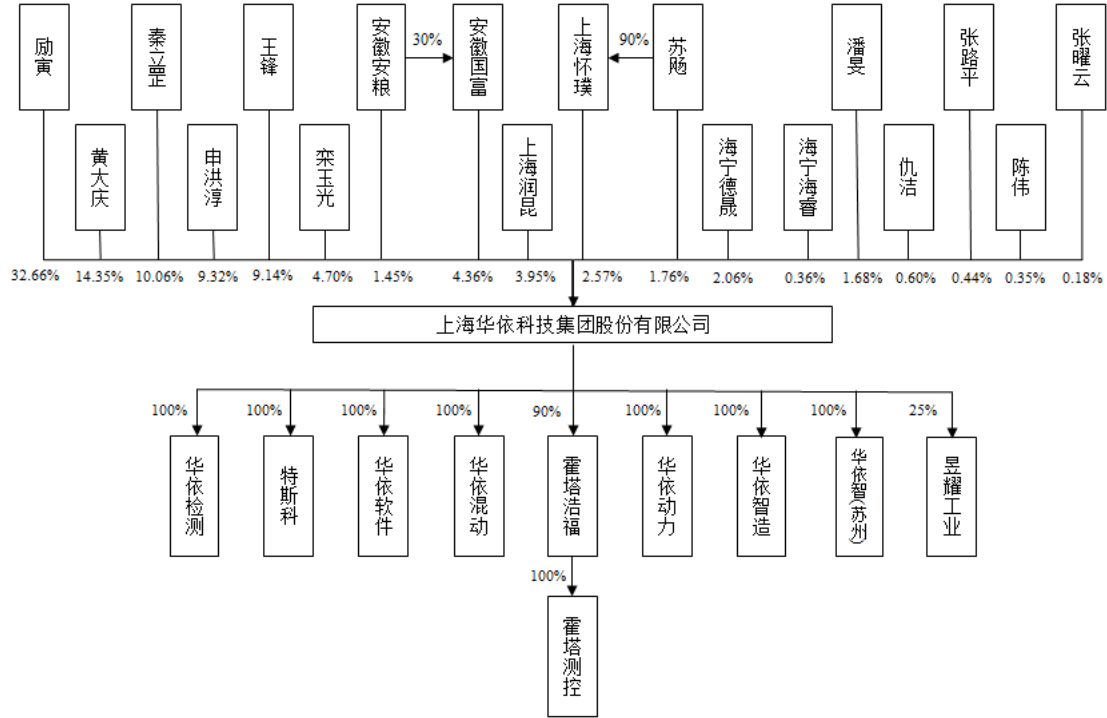 励寅
秦立罡
王锋
安徽安粮
30%
安徽国富
上海怀璞
90%
苏飏
潘旻
张路平
张曜云
黄大庆
申洪淳
栾玉光
上海润昆
海宁德晟
海宁海睿
仇洁
陈伟
32.66%
14.35%
10.06%
9.32%
9.14%
4.70%
1.45%
4.36%
3.95%
2.57%
1.76%
2.06%
0.36%
1.68%
0.60%
0.44%
0.35%
0.18%
上海华依科技集团股份有限公司
100%
100%
100%
100%
90%
100%
100%
100%
25%
华依检测
特斯科
华依软件
华依混动
霍塔浩福
华依动力
华依智造
华依智(苏州)
昱耀工业
100%
霍塔测控